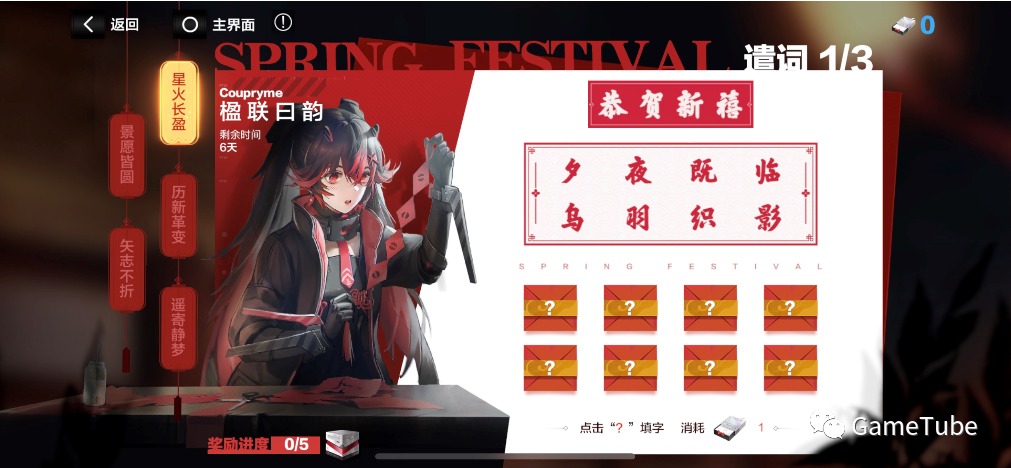 返回
主界面
!
0
SPRING FESTIVAL
遣词 1/3
Coupryme
楹联曰韵
剩余时间
6天
星火长盈
景愿皆圆
历新革变
矢志不折
遥寄静梦
恭贺新禧
夕夜既临
鸟羽织影
SPRING FESTIVAL
? ? ? ?
? ? ? ?
点击“?”填字 消耗 1
奖励进度 0/5
GameTube